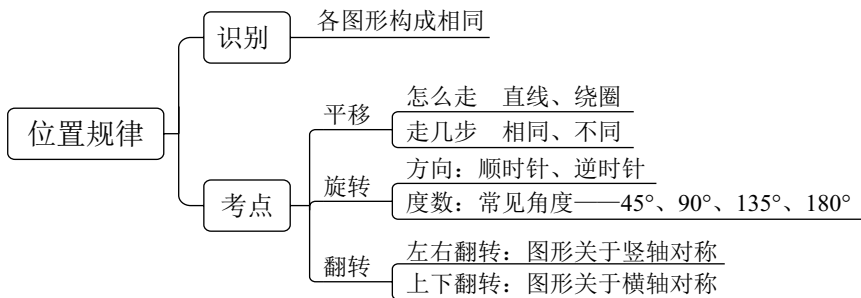 识别
各图形构成相同
位置规律
考点
平移
怎么走 直线、绕圈
走几步 相同、不同
旋转
方向：顺时针、逆时针
度数：常见角度——45°、90°、135°、180°
翻转
左右翻转：图形关于竖轴对称
上下翻转：图形关于横轴对称